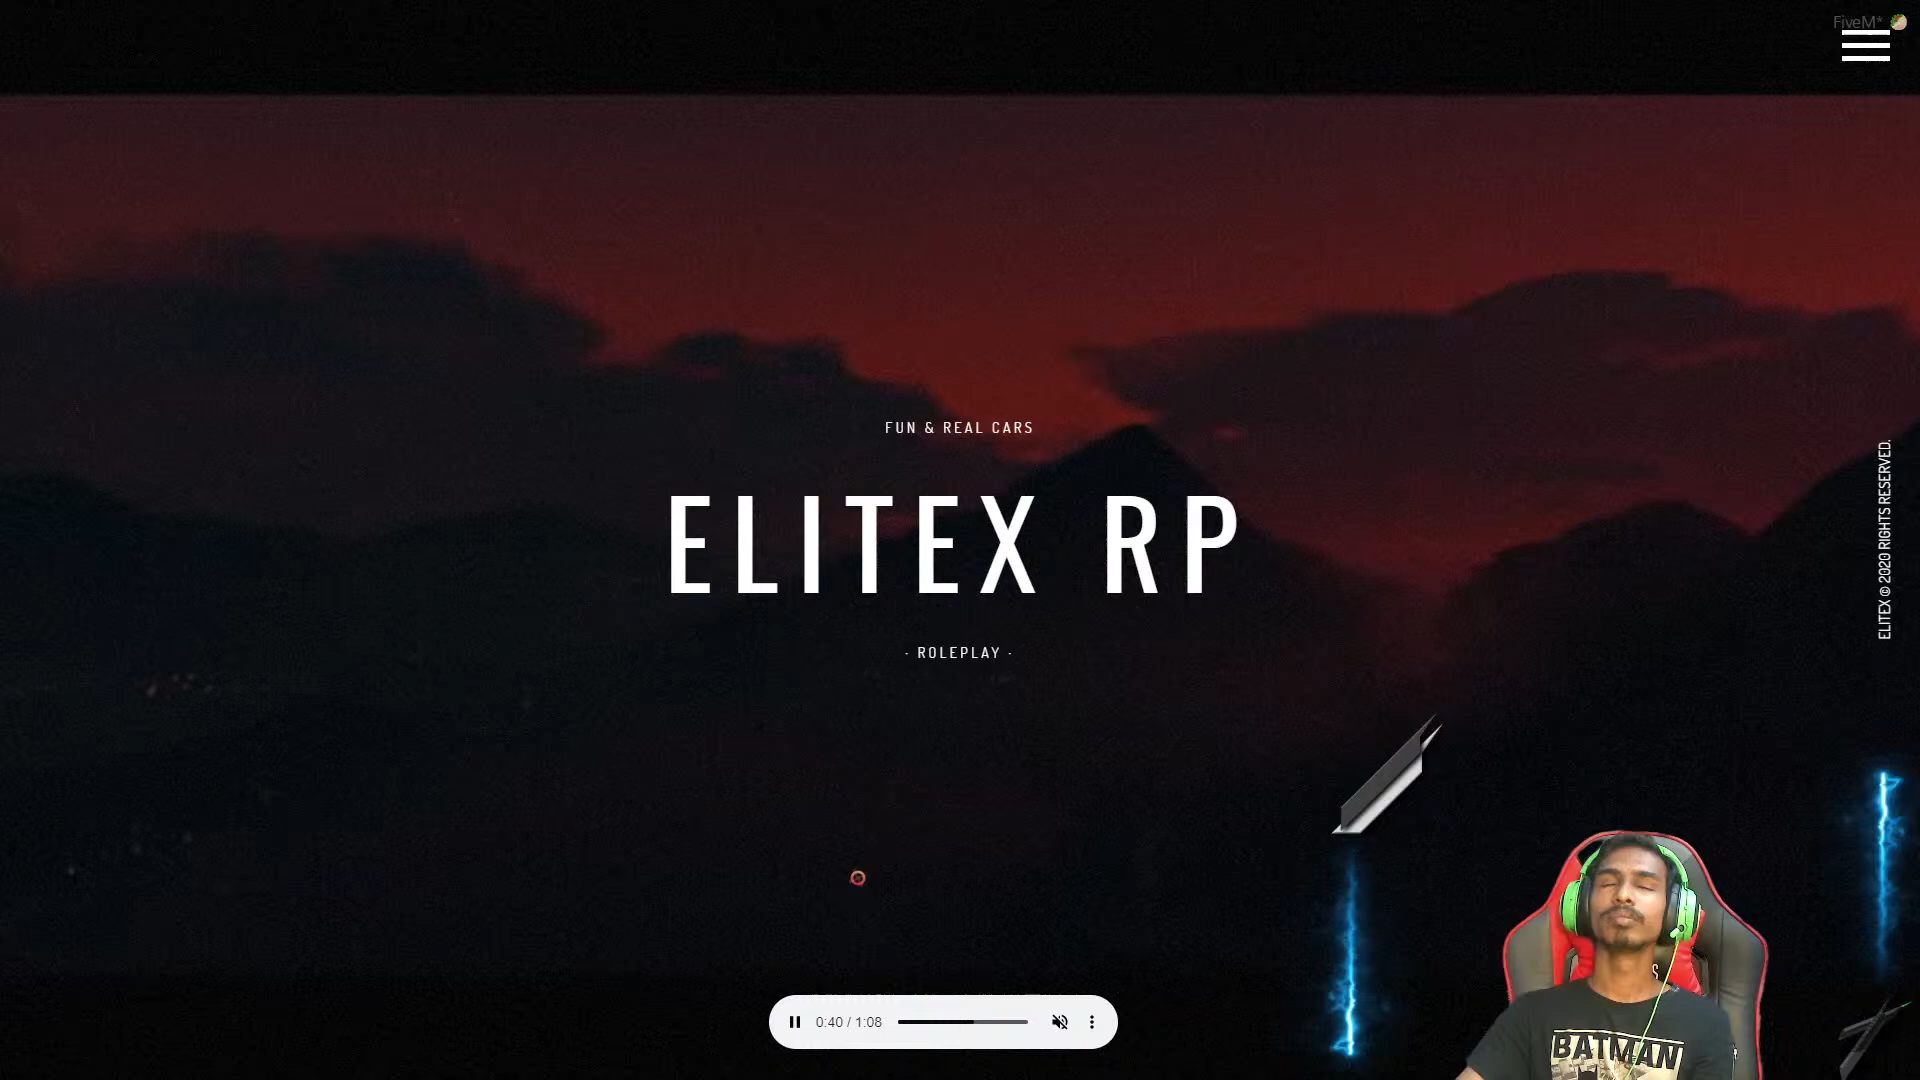 FiveM*
FUN & REAL CARS
ELITEX RP
· ROLEPLAY ·
ELITEX © 2020 RIGHTS RESERVED.
0:40 / 1:08
BATMAN